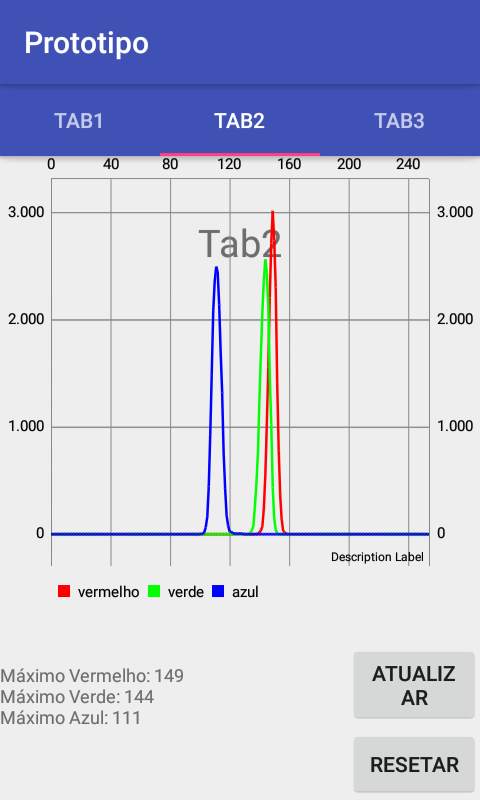 Prototipo
TAB1 TAB2 TAB3
0 40 80 120 160 200 240
3.000 3.000
Tab2
2.000 2.000
1.000 1.000
0 0
Description Label
vermelho verde azul
Máximo Vermelho: 149
Máximo Verde: 144
Máximo Azul: 111
ATUALIZ
AR
RESETAR